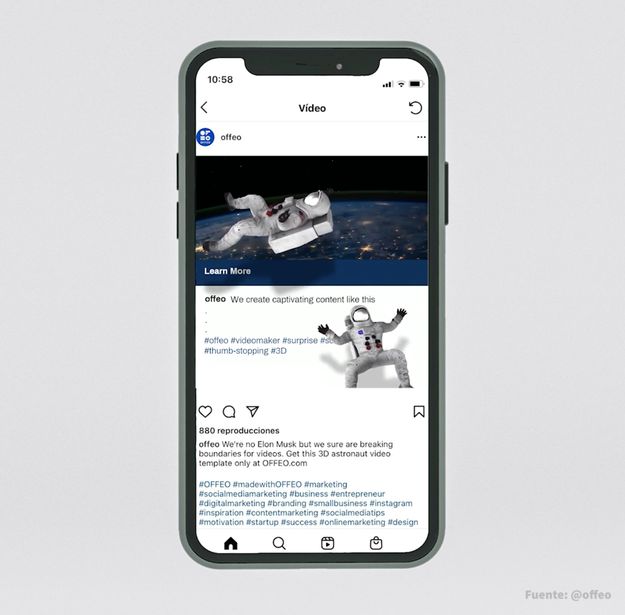 10:58
Vídeo
offeo
Learn More
offeo We create captivating content like this
.
.
.
#offeo #videomaker #surprise
#thumb-stopping #3D
880 reproducciones
offeo We're no Elon Musk but we sure are breaking
boundaries for videos. Get this 3D astronaut video
template only at OFFEO.com
#OFFEO #madewithOFFEO #marketing
#socialmediamarketing #business #entrepreneur
#digitalmarketing #branding #smallbusiness #instagram
#inspiration #contentmarketing #socialmediatips
#motivation #startup #success #onlinemarketing #design
Fuente: @offeo